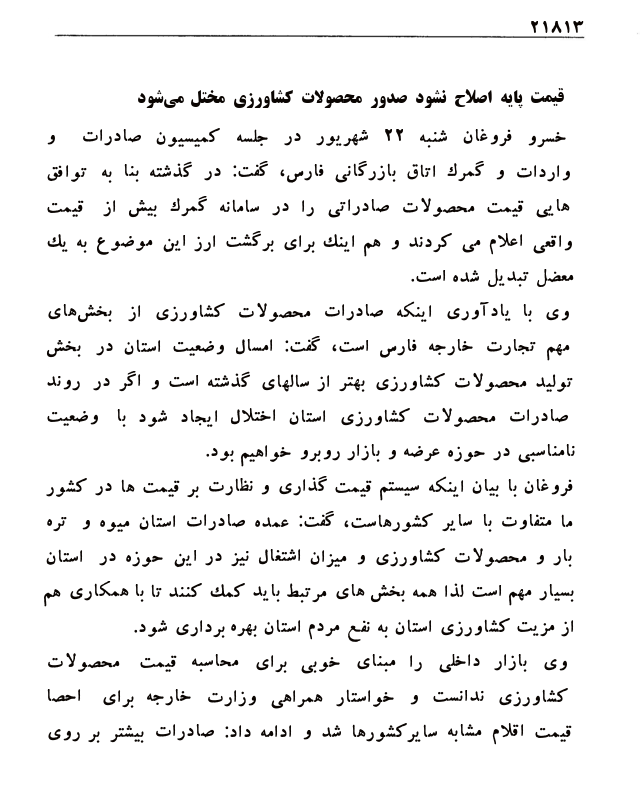 ۲۱۸۱۳
قیمت پایه اصلاح نشود صدور محصولات کشاورزی مختل می‌شود
خسرو فروغان شنبه ۲۲ شهریور در جلسه کمیسیون صادرات و
واردات و گمرك اتاق بازرگانی فارس، گفت: در گذشته بنا به توافق
هایی قیمت محصولات صادراتی را در سامانه گمرك بیش از قیمت
واقعی اعلام می کردند و هم اینك برای برگشت ارز این موضوع به یك
معضل تبدیل شده است.
وی با یادآوری اینکه صادرات محصولات کشاورزی از بخش‌های
مهم تجارت خارجه فارس است، گفت: امسال وضعیت استان در بخش
تولید محصولات کشاورزی بهتر از سالهای گذشته است و اگر در روند
صادرات محصولات کشاورزی استان اختلال ایجاد شود با وضعیت
نامناسبی در حوزه عرضه و بازار روبرو خواهیم بود.
فروغان با بیان اینکه سیستم قیمت گذاری و نظارت بر قیمت ها در کشور
ما متفاوت با سایر کشورهاست، گفت: عمده صادرات استان میوه و تره
بار و محصولات کشاورزی و میزان اشتغال نیز در این حوزه در استان
بسیار مهم است لذا همه بخش های مرتبط باید کمك کنند تا با همکاری هم
از مزیت کشاورزی استان به نفع مردم استان بهره برداری شود.
وی بازار داخلی را مبنای خوبی برای محاسبه قیمت محصولات
کشاورزی ندانست و خواستار همراهی وزارت خارجه برای احصا
قیمت اقلام مشابه سایرکشورها شد و ادامه داد: صادرات بیشتر بر روی